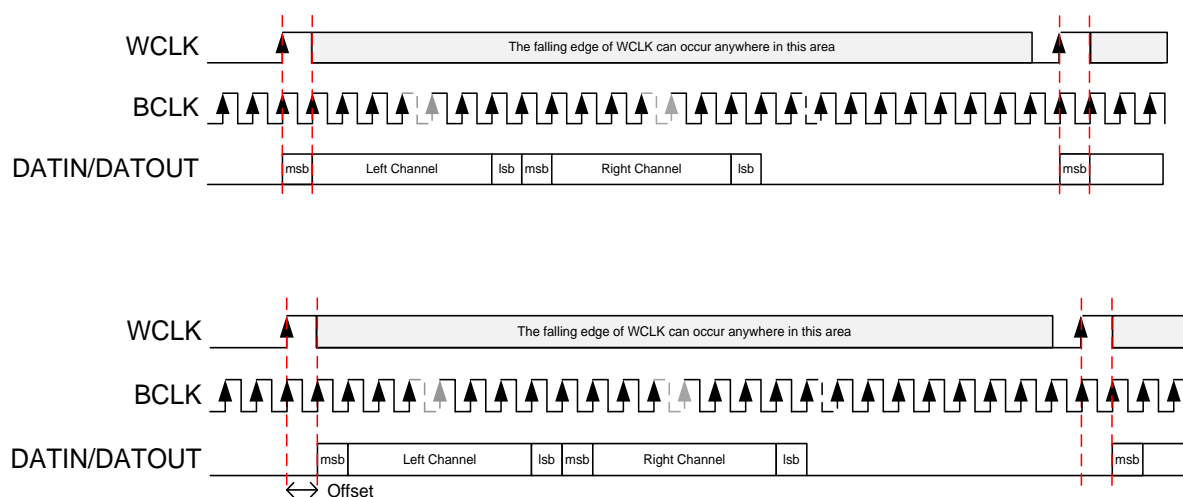 WCLK
The falling edge of WCLK can occur anywhere in this area
BCLK
DATIN/DATOUT
msb
Left Channel
lsb
msb
Right Channel
lsb
msb
WCLK
The falling edge of WCLK can occur anywhere in this area
BCLK
DATIN/DATOUT
msb
Left Channel
lsb
msb
Right Channel
lsb
msb
Offset